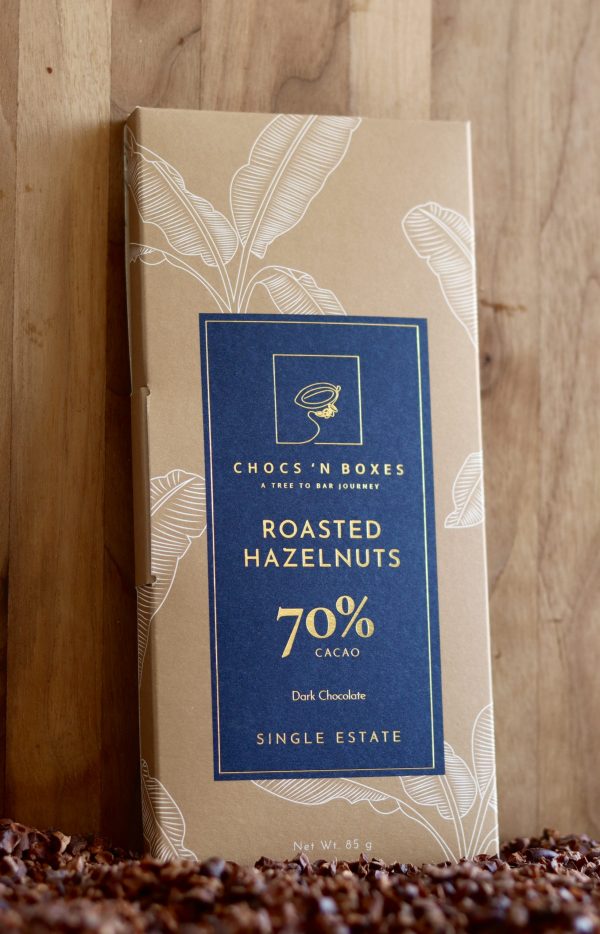 CHOCS 'N BOXES
A TREE TO BAR JOURNEY
ROASTED
HAZELNUTS
70%
CACAO
Dark Chocolate
SINGLE ESTATE
Net Wt. 85 g